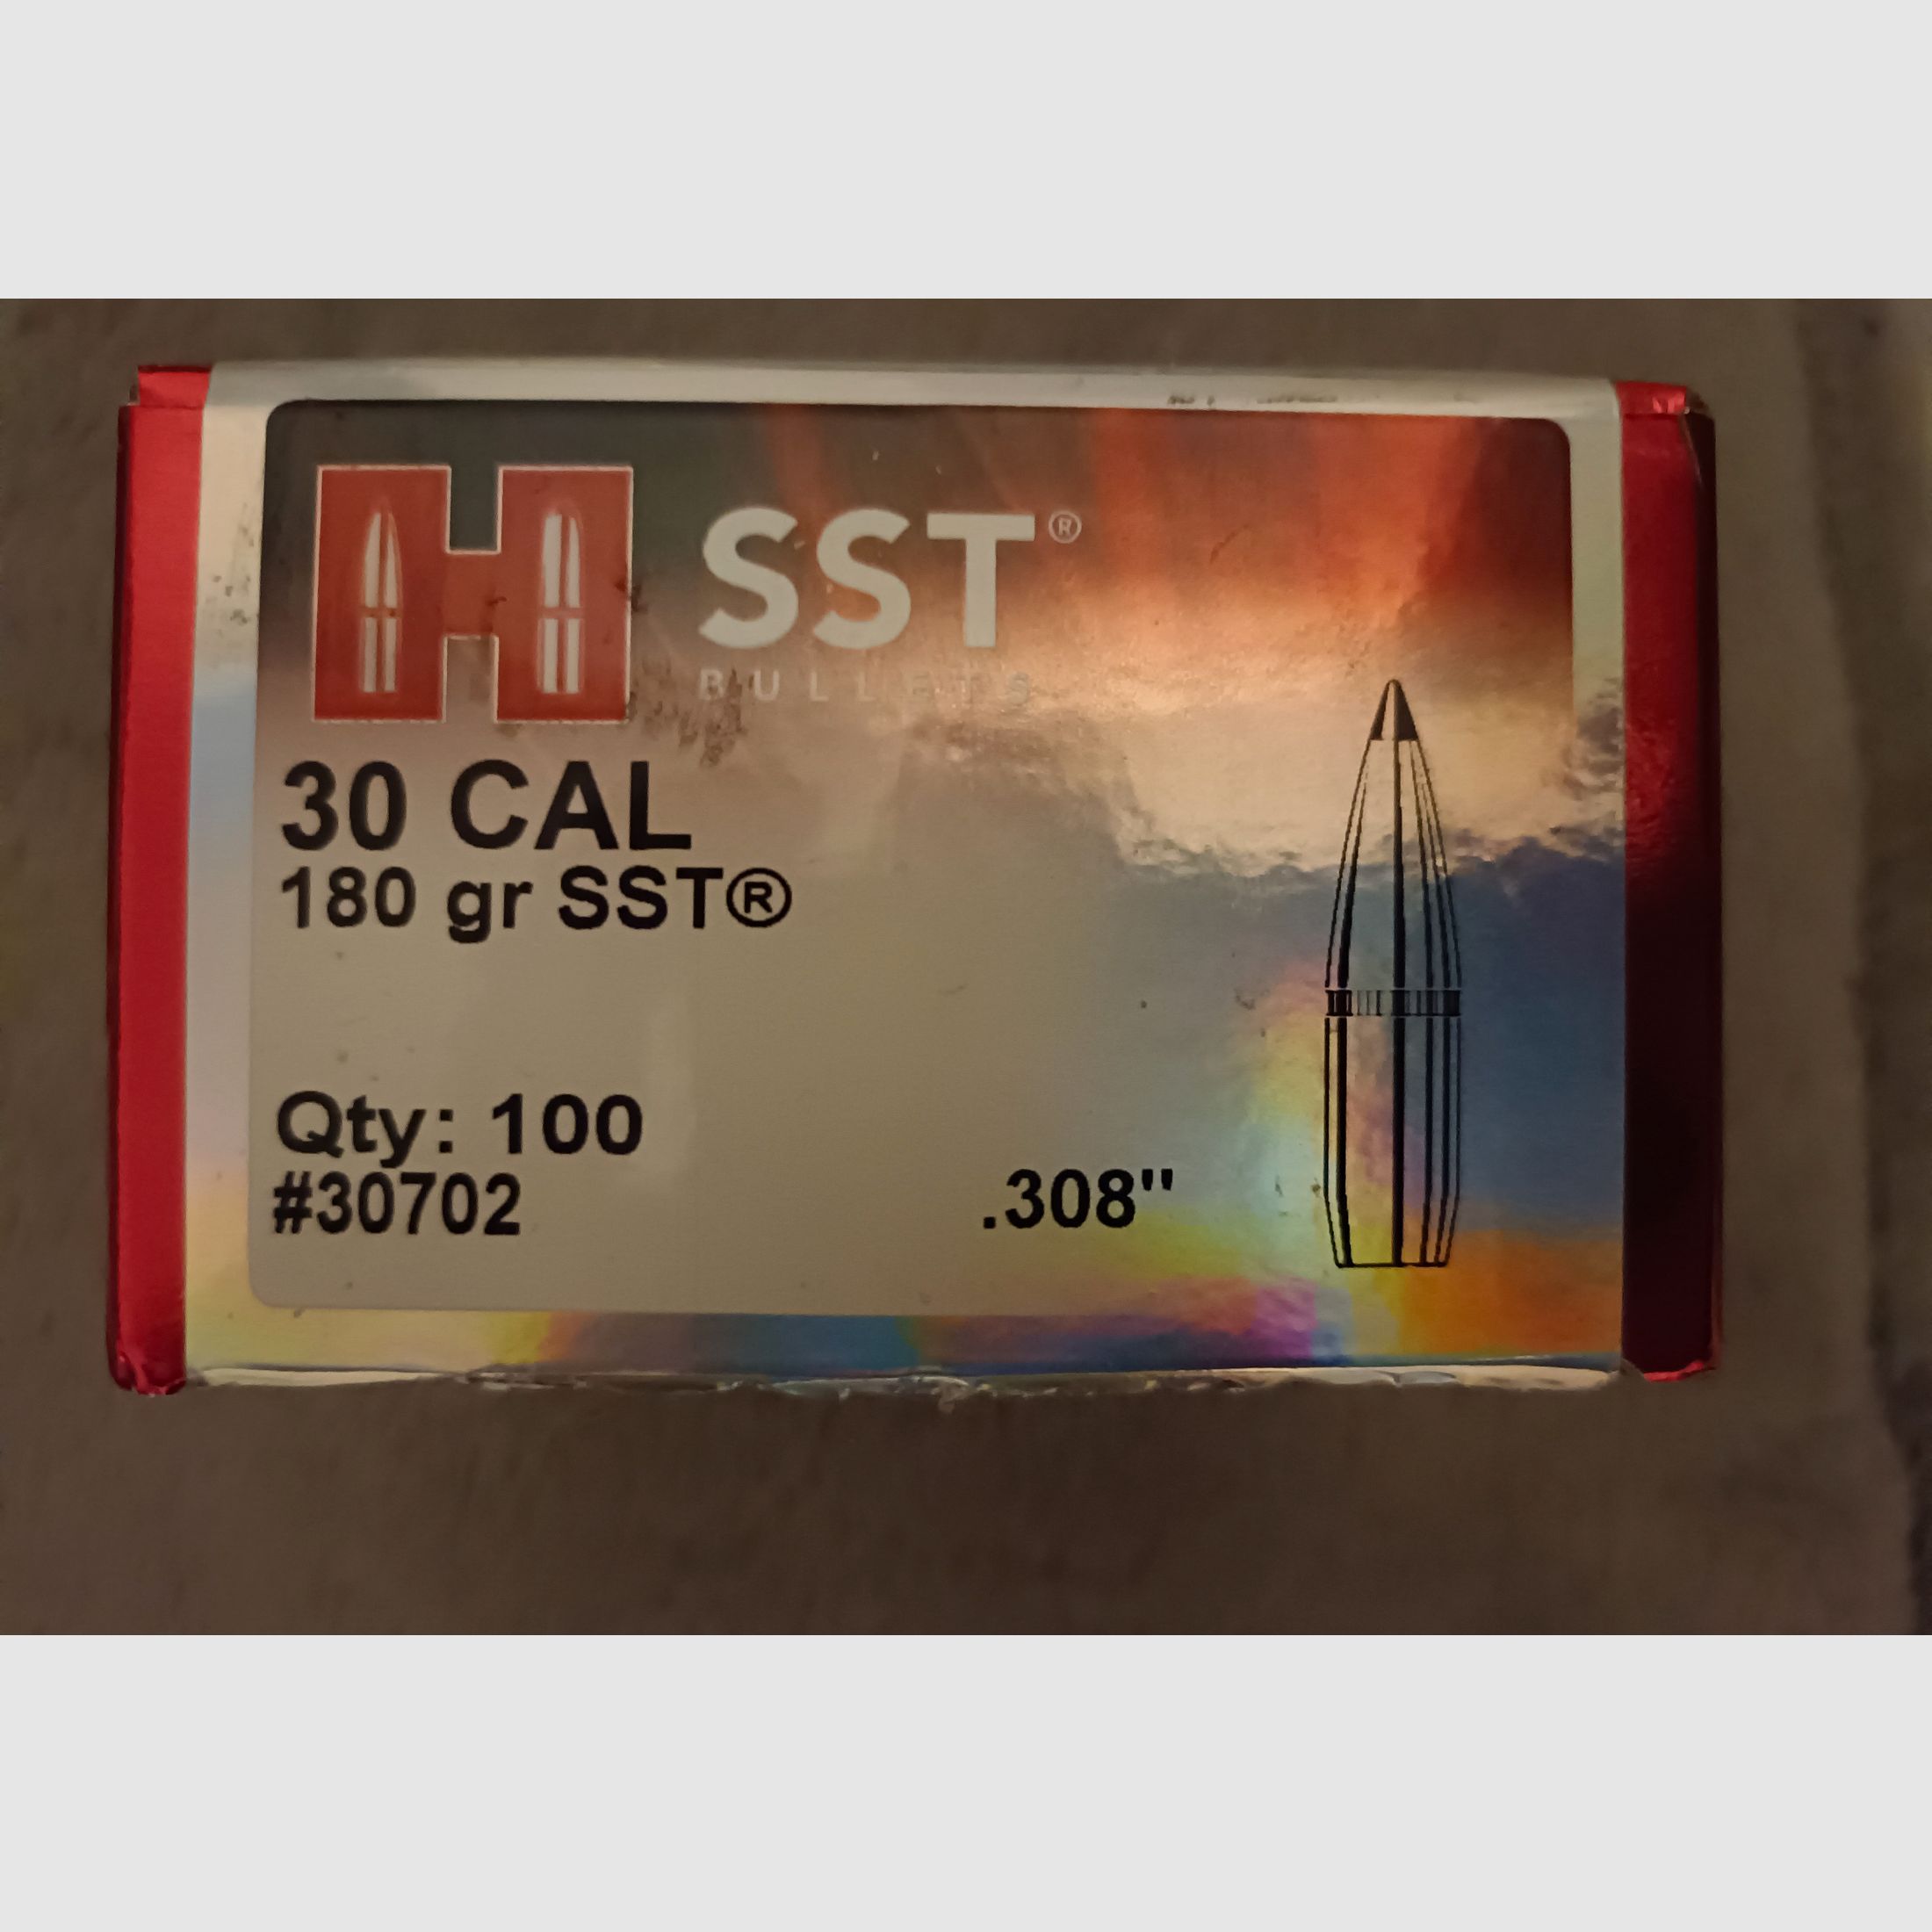 H SST®
BULLETS
30 CAL
180 gr SST®
Qty: 100
#30702
.308"